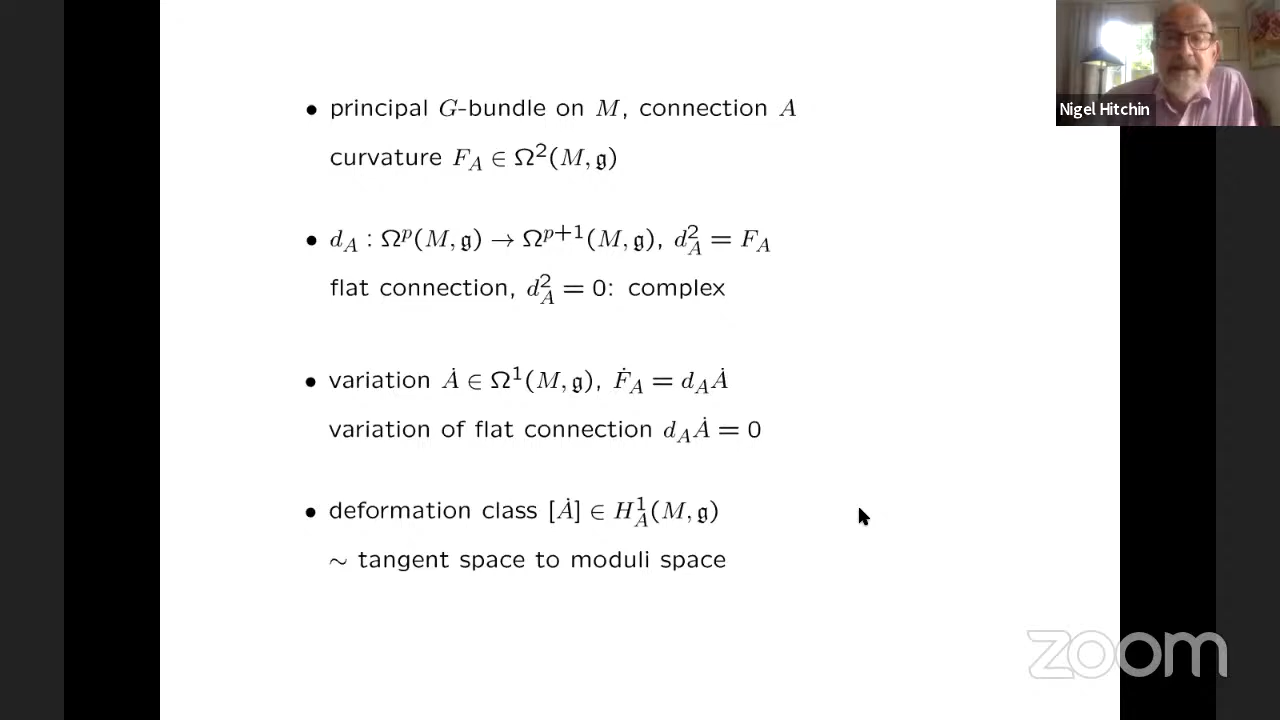 • principal G-bundle on M, connection A
curvature F_A ∈ Ω²(M, 𝔤)
• d_A : Ω^p(M, 𝔤) → Ω^{p+1}(M, 𝔤), d_A² = F_A
flat connection, d_A² = 0: complex
• variation Ȧ ∈ Ω¹(M, 𝔤), Ḟ_A = d_AȦ
variation of flat connection d_AȦ = 0
• deformation class [Ȧ] ∈ H_A¹(M, 𝔤)
∼ tangent space to moduli space
Nigel Hitchin
zoom